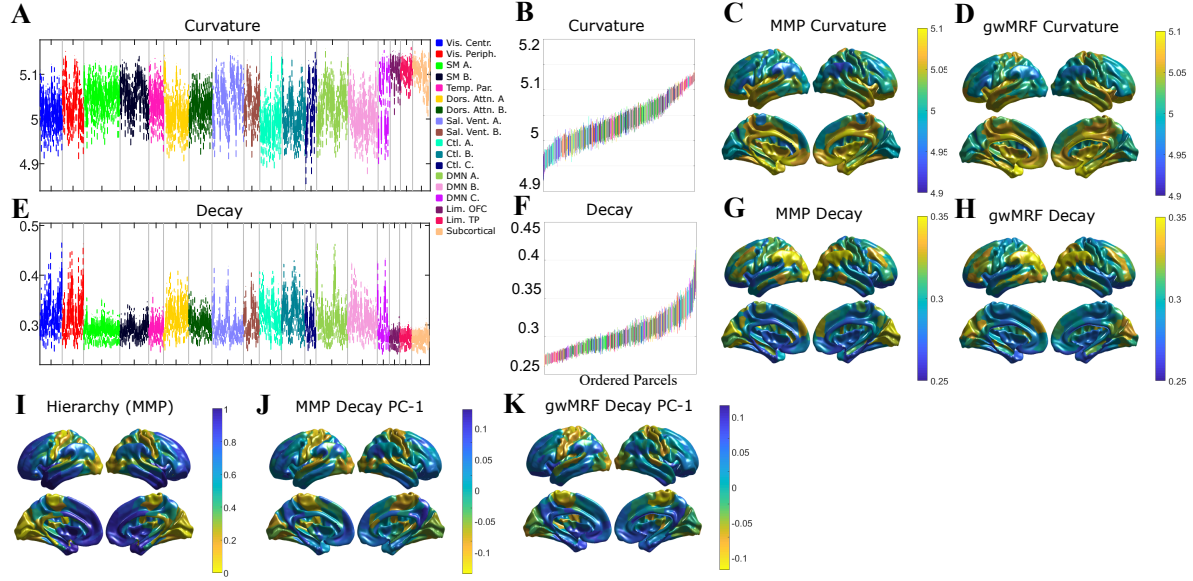 A
Curvature
5.1
5
4.9
Vis. Centr.
Vis. Periph.
SM A.
SM B.
Temp. Par.
Dors. Attn. A
Dors. Attn. B.
Sal. Vent. A.
Sal. Vent. B.
Ctl. A.
Ctl. B.
Ctl. C.
DMN A.
DMN B.
DMN C.
Lim. OFC
Lim. TP
Subcortical
B
Curvature
5.2
5.1
5
4.9
C
MMP Curvature
5.1
5.05
5
4.95
4.9
D
gwMRF Curvature
5.1
5.05
5
4.95
4.9
E
Decay
0.5
0.4
0.3
F
Decay
0.45
0.4
0.35
0.3
0.25
Ordered Parcels
G
MMP Decay
0.35
0.3
0.25
H
gwMRF Decay
0.35
0.3
0.25
I
Hierarchy (MMP)
1
0.8
0.6
0.4
0.2
0
J
MMP Decay PC-1
0.1
0.05
0
-0.05
-0.1
K
gwMRF Decay PC-1
0.1
0.05
0
-0.05
-0.1